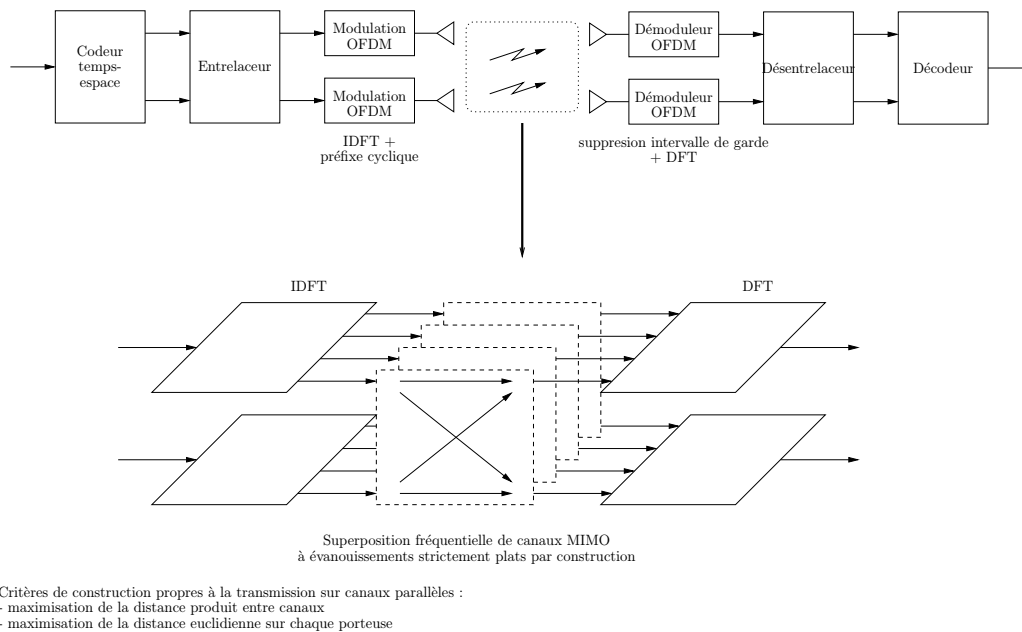 Codeur
temps-
espace
Entrelaceur
Modulation
OFDM
Modulation
OFDM
IDFT +
préfixe cyclique
Démoduleur
OFDM
Démoduleur
OFDM
suppresion intervalle de garde
+ DFT
Désentrelaceur
Décodeur
IDFT
DFT
Superposition fréquentielle de canaux MIMO
à évanouissements strictement plats par construction
Critères de construction propres à la transmission sur canaux parallèles :
- maximisation de la distance produit entre canaux
- maximisation de la distance euclidienne sur chaque porteuse